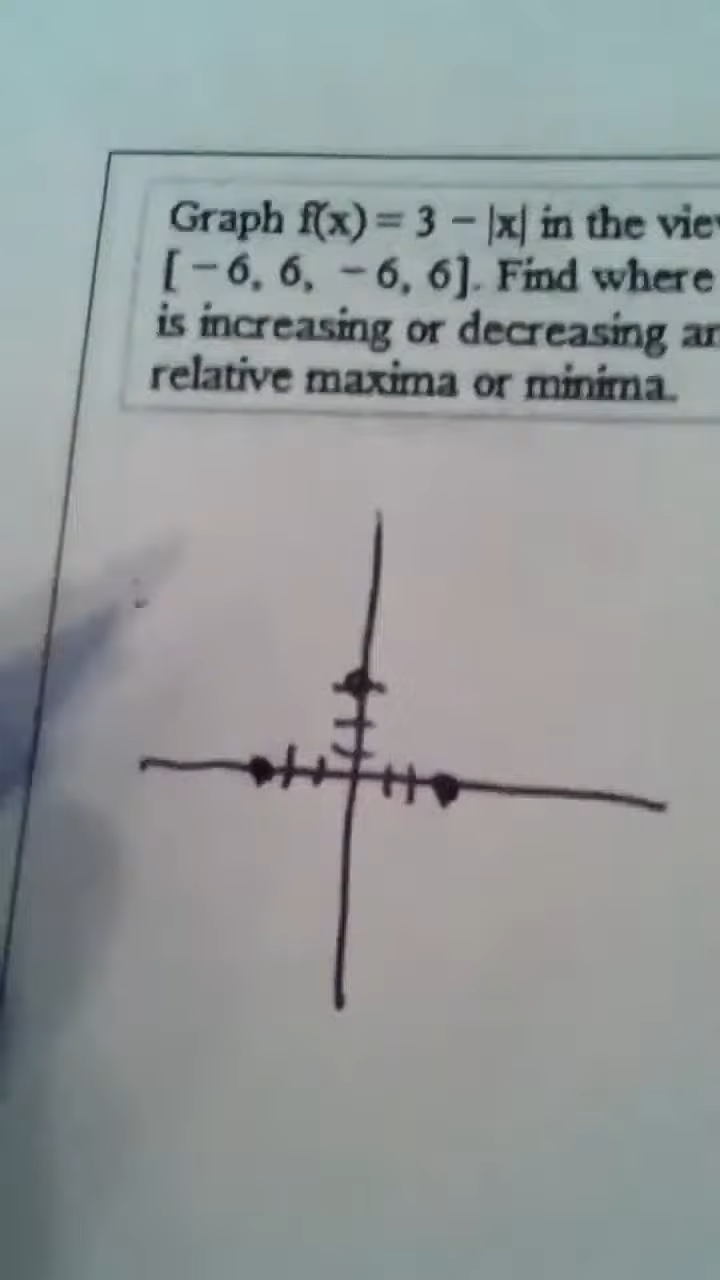 Graph f(x) = 3 − |x| in the
[−6, 6, −6, 6]. Find where
is increasing or decreasing
relative maxima or minima.